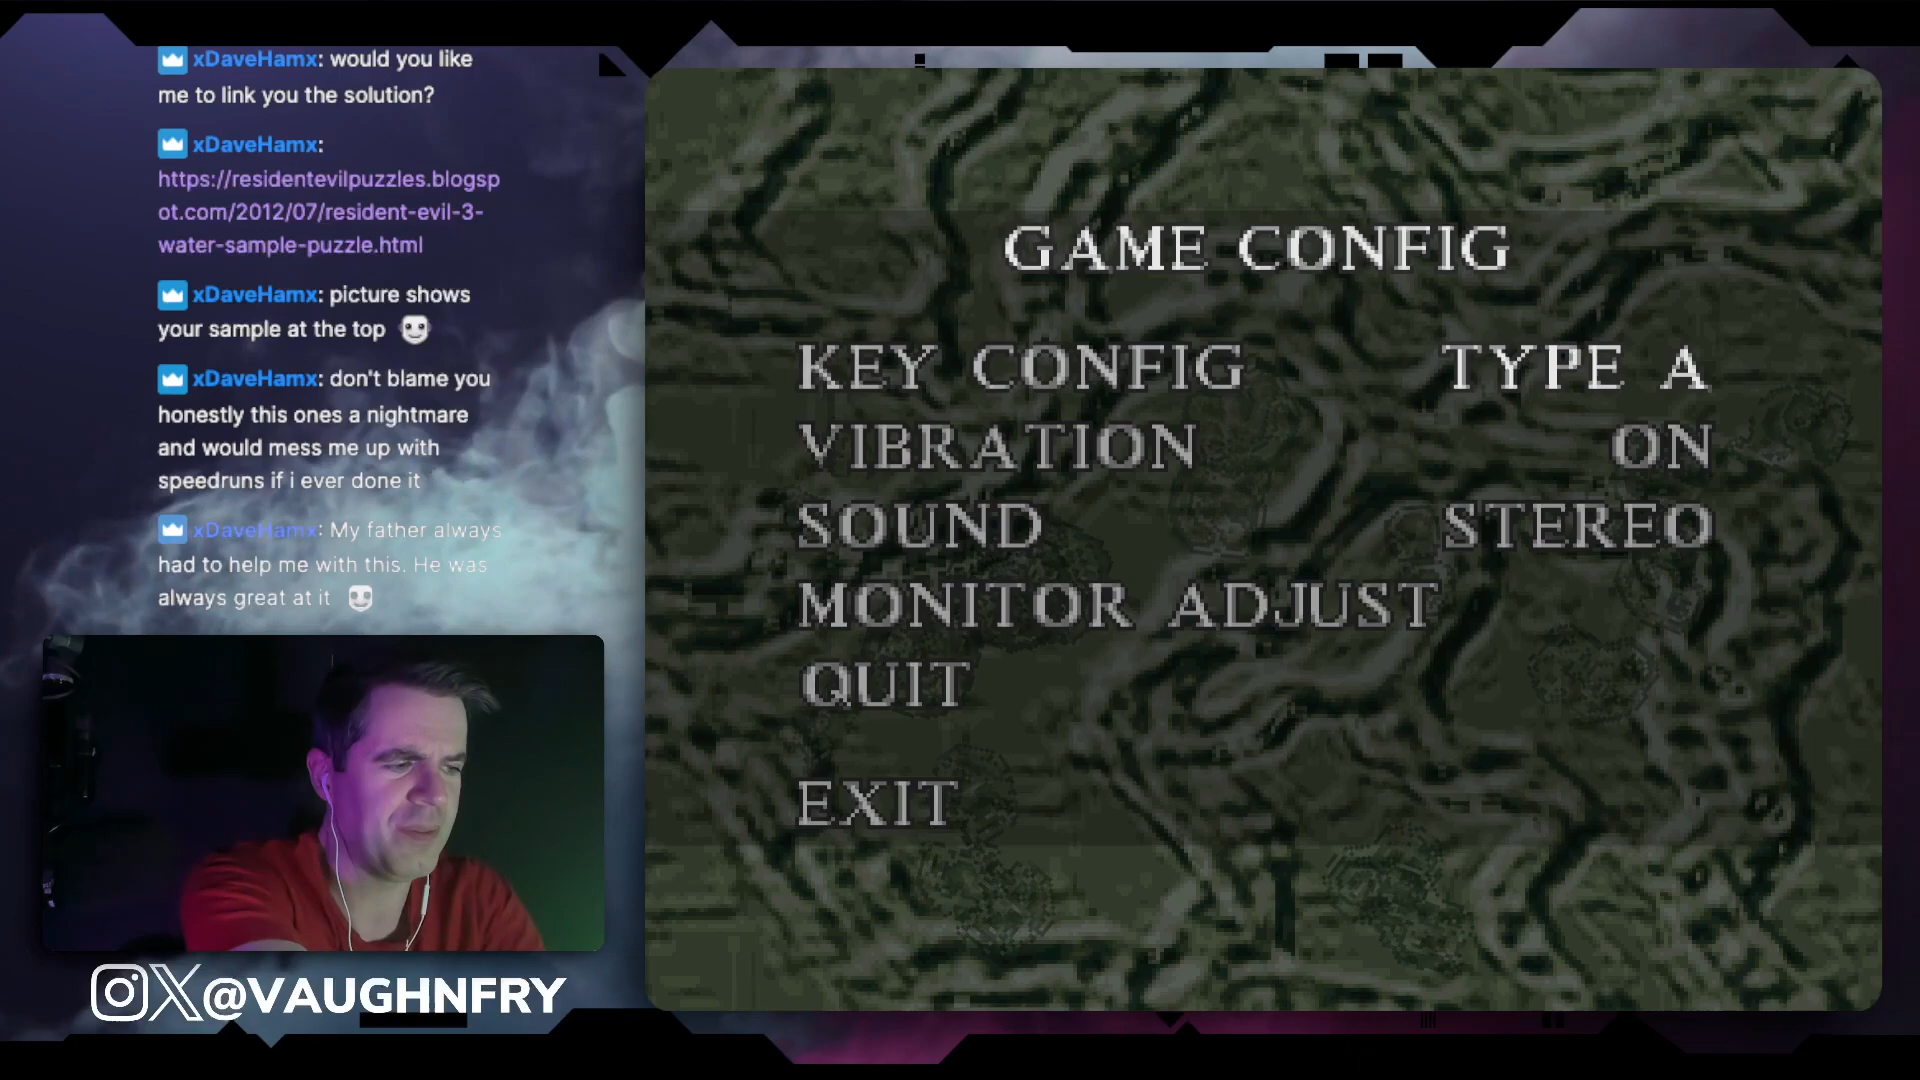 xDaveHamx: would you like
me to link you the solution?
xDaveHamx:
https://residentevilpuzzles.blogsp
ot.com/2012/07/resident-evil-3-
water-sample-puzzle.html
xDaveHamx: picture shows
your sample at the top
xDaveHamx: don't blame you
honestly this ones a nightmare
and would mess me up with
speedruns if i ever done it
xDaveHamx: My father always
had to help me with this. He was
always great at it
@VAUGHNFRY
GAME CONFIG
KEY CONFIG TYPE A
VIBRATION ON
SOUND STEREO
MONITOR ADJUST
QUIT
EXIT